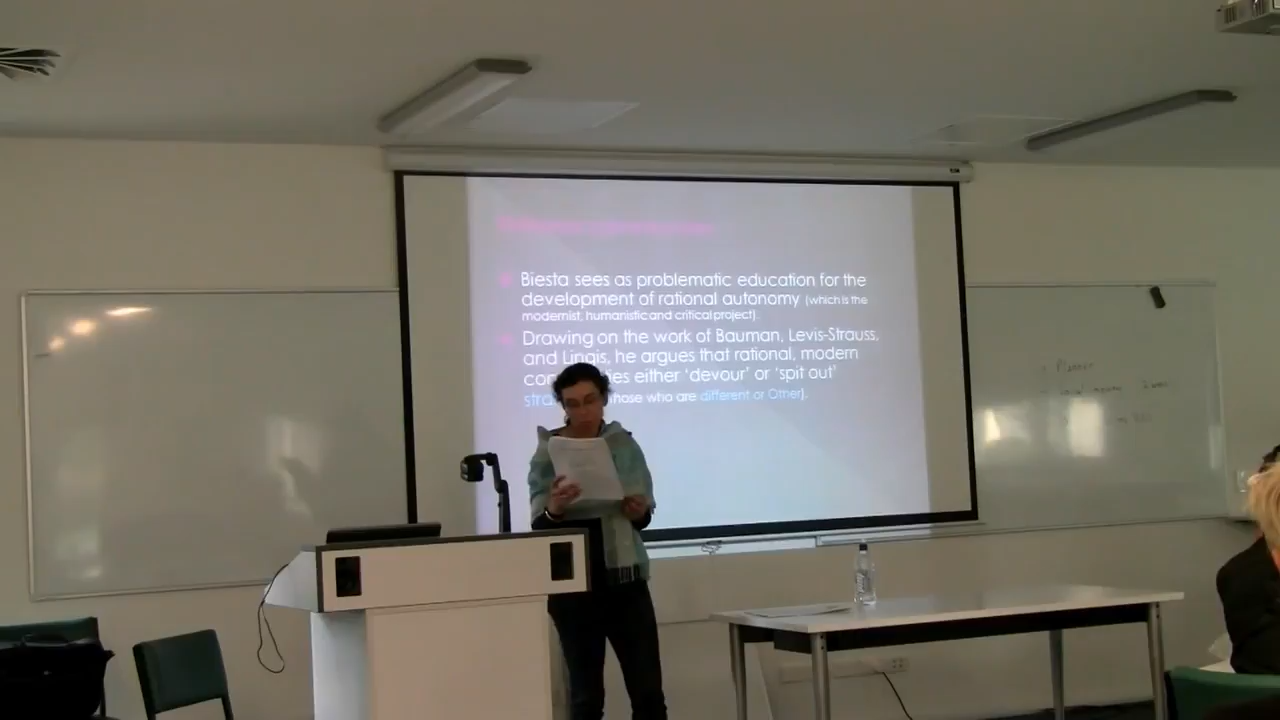 Biesta sees as problematic education for the
development of rational autonomy (which is the
modernist, humanistic and critical project).
Drawing on the work of Bauman, Levis-Strauss,
and Lingis, he argues that rational, modern
either 'devour' or 'spit out'
those who are different or Other).